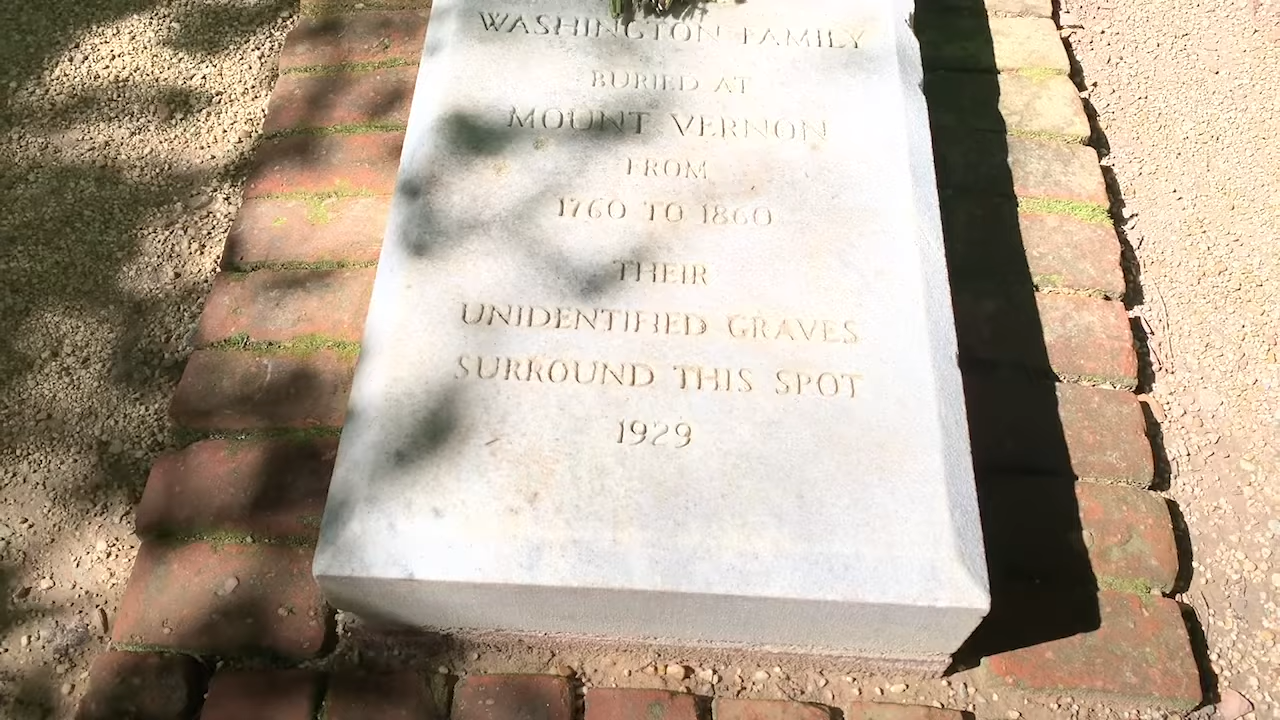 WASHINGTON FAMILY
BURIED AT
MOUNT VERNON
FROM
1760 TO 1860
THEIR
UNIDENTIFIED GRAVES
SURROUND THIS SPOT
1929